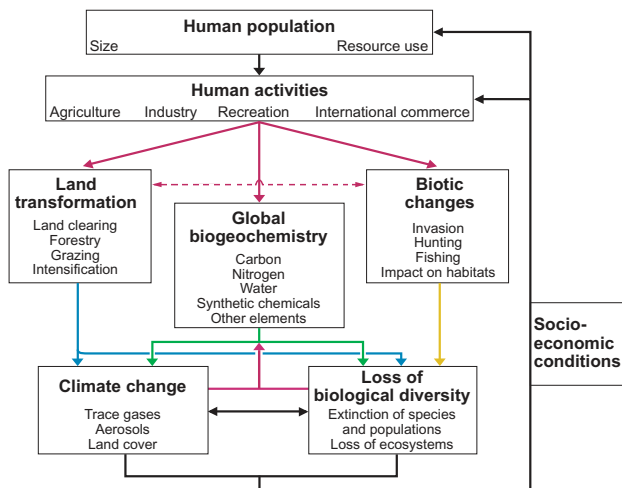 Human population
Size Resource use
Human activities
Agriculture Industry Recreation International commerce
Land
transformation
Land clearing
Forestry
Grazing
Intensification
Global
biogeochemistry
Carbon
Nitrogen
Water
Synthetic chemicals
Other elements
Biotic
changes
Invasion
Hunting
Fishing
Impact on habitats
Socio-
economic
conditions
Climate change
Trace gases
Aerosols
Land cover
Loss of
biological diversity
Extinction of species
and populations
Loss of ecosystems